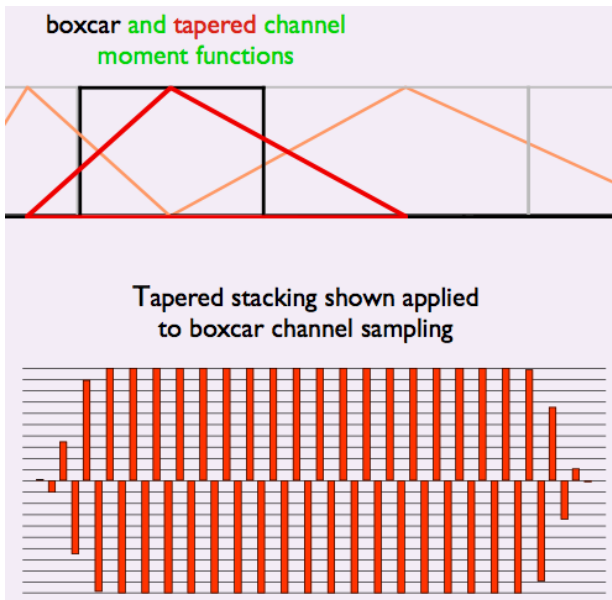 boxcar and tapered channel
moment functions
Tapered stacking shown applied
to boxcar channel sampling